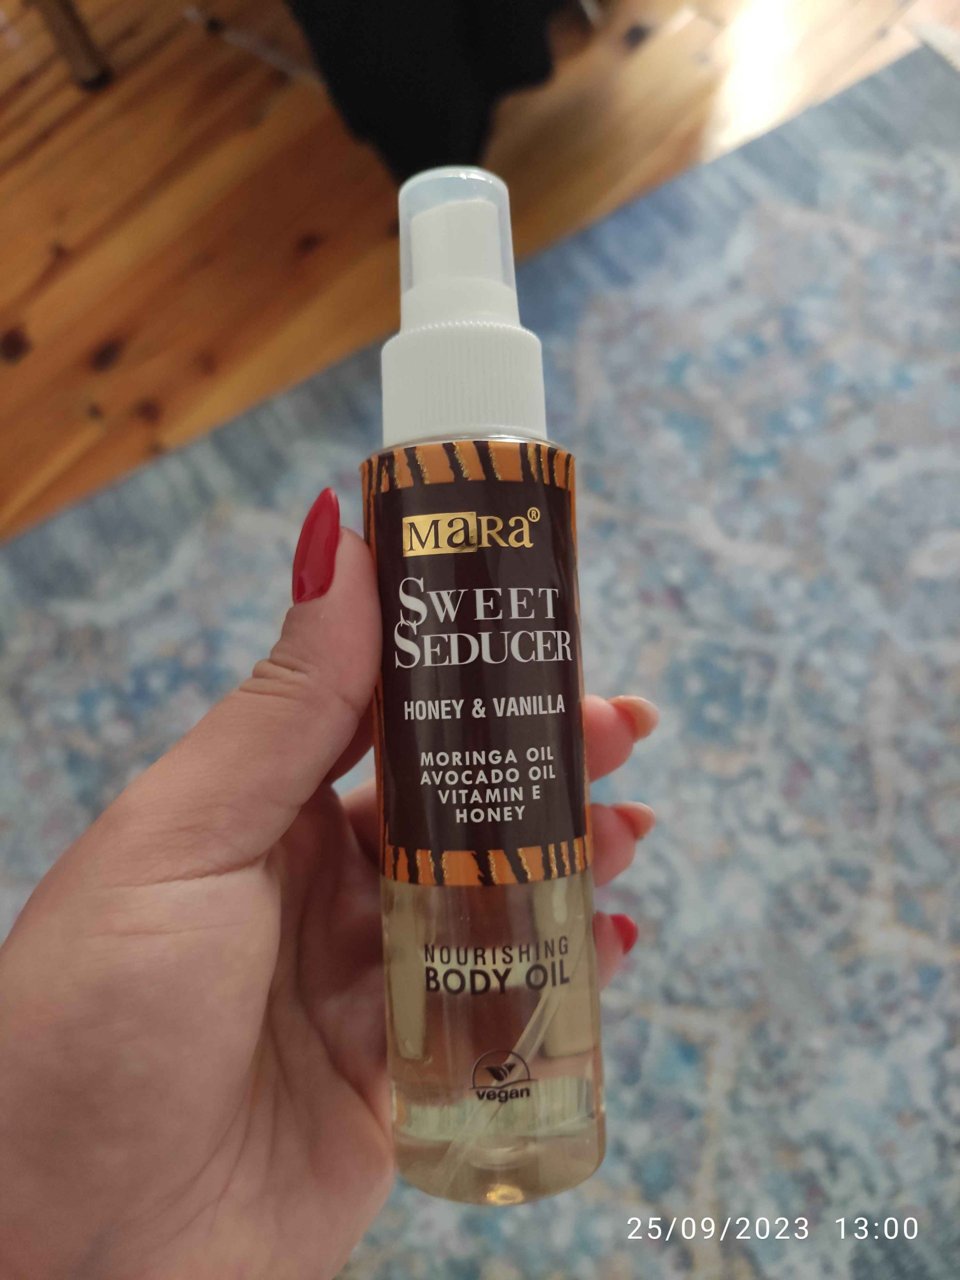 MaRa®
SWEET
SEDUCER
HONEY & VANILLA
MORINGA OIL
AVOCADO OIL
VITAMIN E
HONEY
NOURISHING
BODY OIL
vegan
25/09/2023 13:00